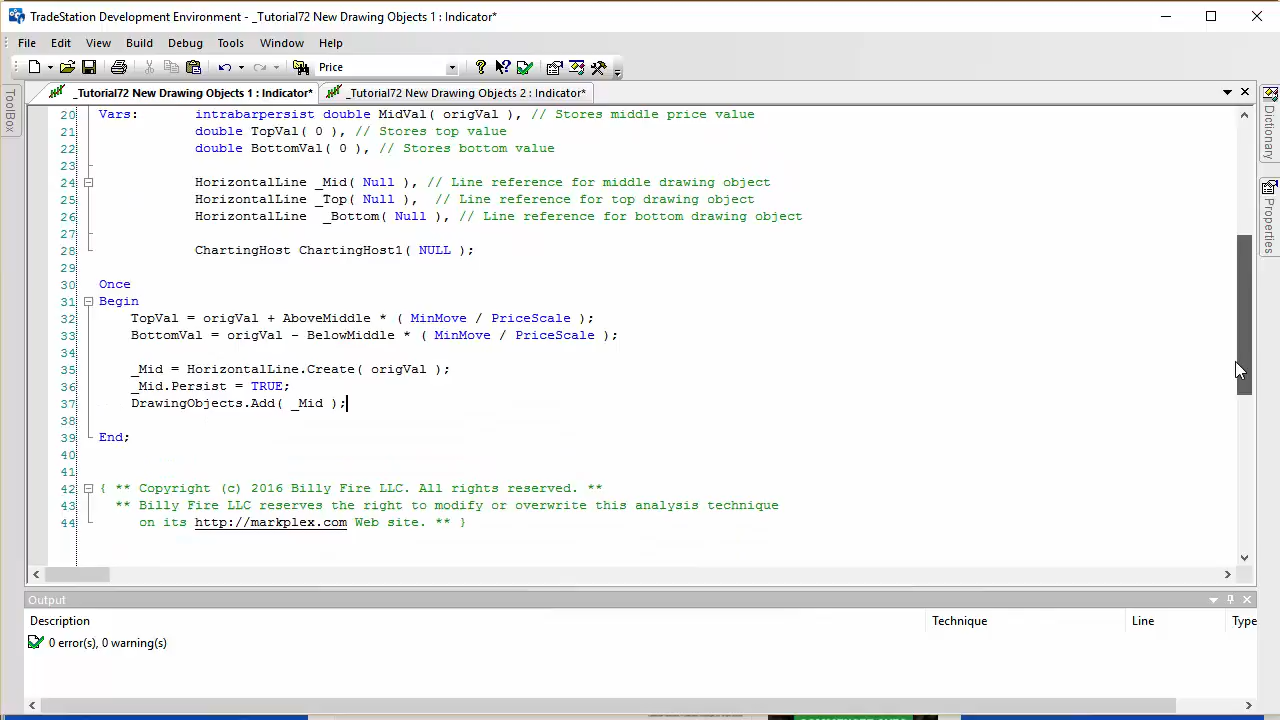 TradeStation Development Environment - _Tutorial72 New Drawing Objects 1 : Indicator*
File Edit View Build Debug Tools Window Help
Price
_Tutorial72 New Drawing Objects 1 : Indicator* _Tutorial72 New Drawing Objects 2 : Indicator*
ToolBox
Dictionary
Properties
20 Vars: intrabarpersist double MidVal( origVal ), // Stores middle price value
21 double TopVal( 0 ), // Stores top value
22 double BottomVal( 0 ), // Stores bottom value
23
24 HorizontalLine _Mid( Null ), // Line reference for middle drawing object
25 HorizontalLine _Top( Null ), // Line reference for top drawing object
26 HorizontalLine _Bottom( Null ), // Line reference for bottom drawing object
27
28 ChartingHost ChartingHost1( NULL );
29
30 Once
31 Begin
32 TopVal = origVal + AboveMiddle * ( MinMove / PriceScale );
33 BottomVal = origVal - BelowMiddle * ( MinMove / PriceScale );
34
35 _Mid = HorizontalLine.Create( origVal );
36 _Mid.Persist = TRUE;
37 DrawingObjects.Add( _Mid );
38
39 End;
40
41
42 { ** Copyright (c) 2016 Billy Fire LLC. All rights reserved. **
43 ** Billy Fire LLC reserves the right to modify or overwrite this analysis technique
44 on its http://markplex.com Web site. ** }
Output
Description Technique Line Type
0 error(s), 0 warning(s)